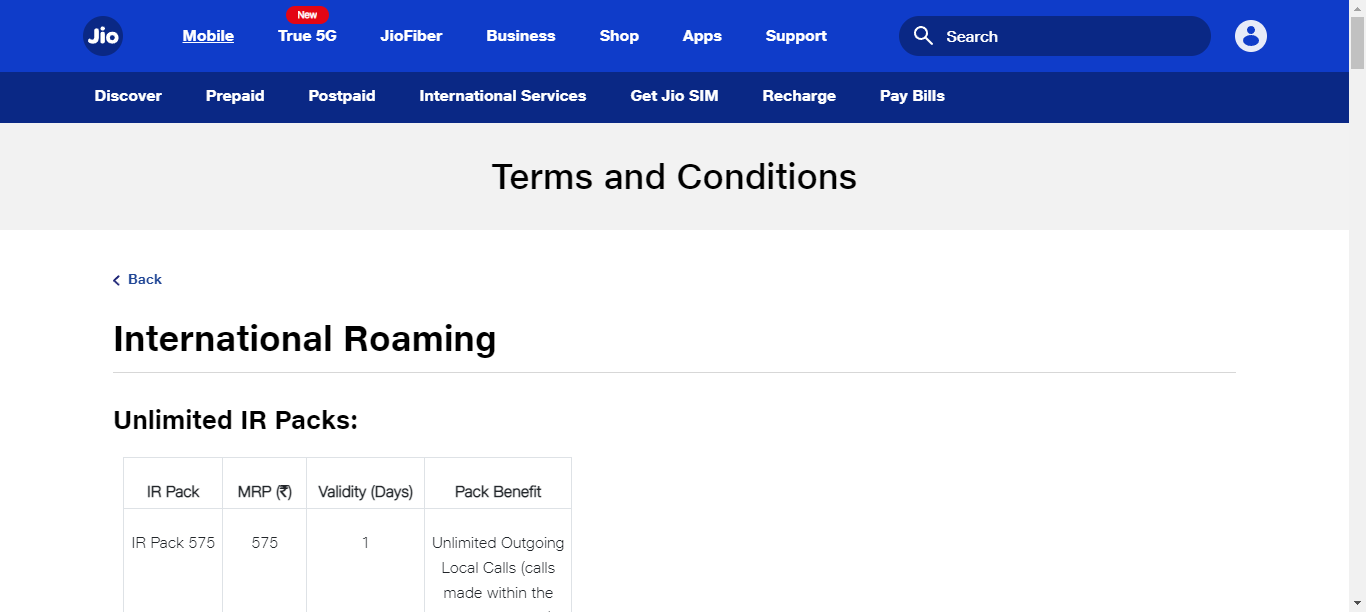 New
Jio Mobile True 5G JioFiber Business Shop Apps Support Search
Discover Prepaid Postpaid International Services Get Jio SIM Recharge Pay Bills
Terms and Conditions
Back
International Roaming
Unlimited IR Packs:
IR Pack MRP (₹) Validity (Days) Pack Benefit
IR Pack 575 575 1 Unlimited Outgoing
Local Calls (calls
made within the